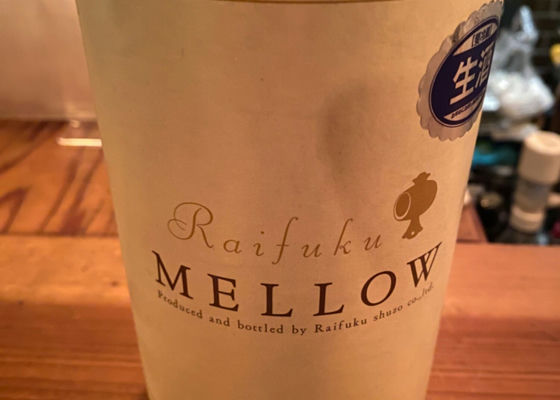 生酒
Raifuku
MELLOW
Produced and bottled by Raifuku shuzo co.,ltd.